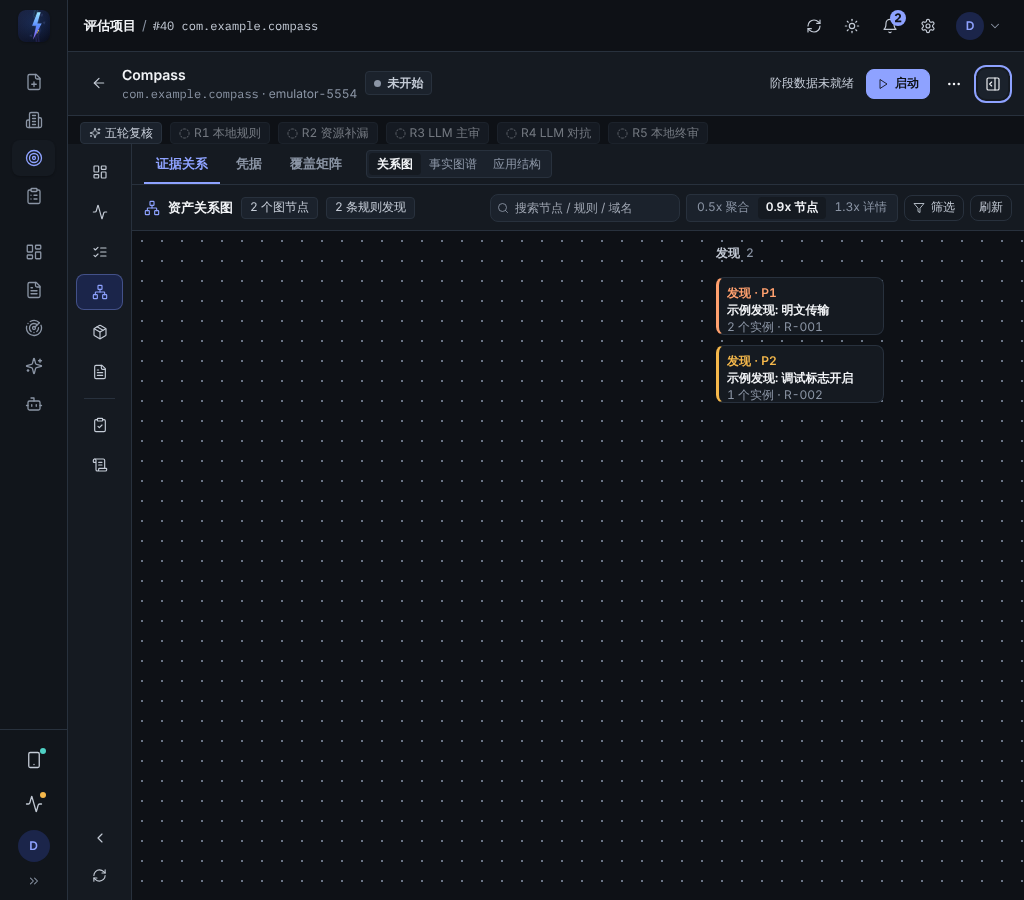 评估项目 / #40 com.example.compass
2
D
Compass
com.example.compass · emulator-5554
未开始
阶段数据未就绪
启动
五轮复核
R1 本地规则
R2 资源补漏
R3 LLM 主审
R4 LLM 对抗
R5 本地终审
证据关系
凭据
覆盖矩阵
关系图
事实图谱
应用结构
资产关系图
2 个图节点
2 条规则发现
搜索节点 / 规则 / 域名
0.5x 聚合
0.9x 节点
1.3x 详情
筛选
刷新
发现 2
发现 · P1
示例发现: 明文传输
2 个实例 · R-001
发现 · P2
示例发现: 调试标志开启
1 个实例 · R-002
D